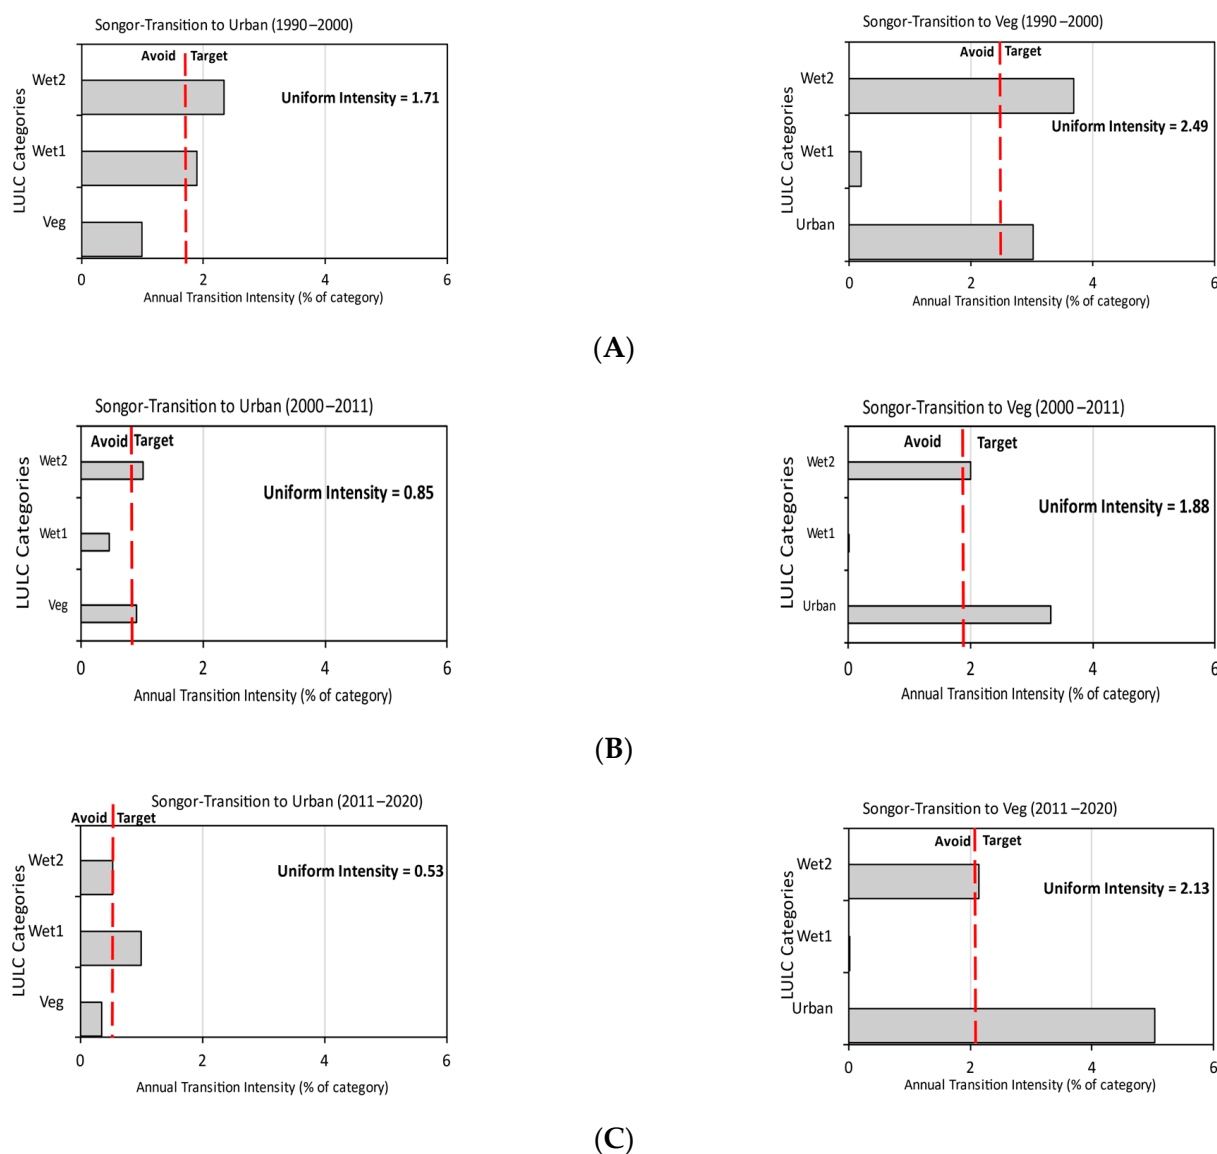 Songor-Transition to Urban (1990–2000)
Avoid Target
Wet2
Uniform Intensity = 1.71
Wet1
Veg
LULC Categories
0 2 4 6
Annual Transition Intensity (% of category)
Songor-Transition to Veg (1990–2000)
Avoid Target
Wet2
Uniform Intensity = 2.49
Wet1
Urban
LULC Categories
0 2 4 6
Annual Transition Intensity (% of category)
(A)
Songor-Transition to Urban (2000–2011)
Avoid Target
Wet2
Uniform Intensity = 0.85
Wet1
Veg
LULC Categories
0 2 4 6
Annual Transition Intensity (% of category)
Songor-Transition to Veg (2000–2011)
Avoid Target
Wet2
Uniform Intensity = 1.88
Wet1
Urban
LULC Categories
0 2 4 6
Annual Transition Intensity (% of category)
(B)
Songor-Transition to Urban (2011–2020)
Avoid Target
Wet2
Uniform Intensity = 0.53
Wet1
Veg
LULC Categories
0 2 4 6
Annual Transition Intensity (% of category)
Songor-Transition to Veg (2011–2020)
Avoid Target
Wet2
Uniform Intensity = 2.13
Wet1
Urban
LULC Categories
0 2 4 6
Annual Transition Intensity (% of category)
(C)